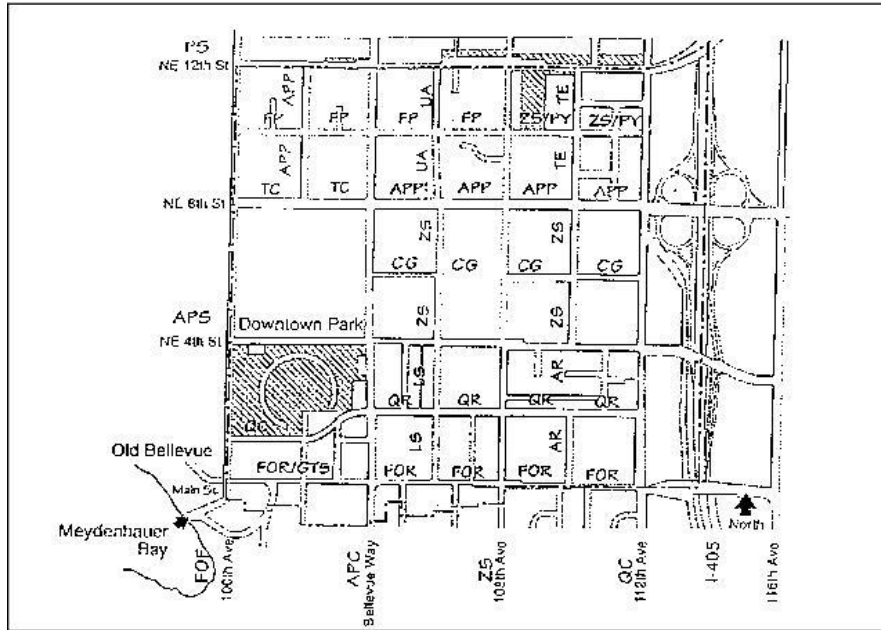 PS
NE 12th St
APP
UA
TE
FP
FP
FP
FP
ZS/PY
ZS/PY
APP
UA
TE
TC
TC
APP
APP
APP
APP
NE 8th St
ZS
ZS
CG
CG
CG
CG
APS
ZS
ZS
Downtown Park
NE 4th St
LS
AR
QR
QR
QR
QR
Old Bellevue
LS
AR
FOR/GTS
FOR
FOR
FOR
FOR
Main St
Meydenbauer
Bay
North
100th Ave
APC
Bellevue Way
ZS
108th Ave
QC
112th Ave
I-405
116th Ave